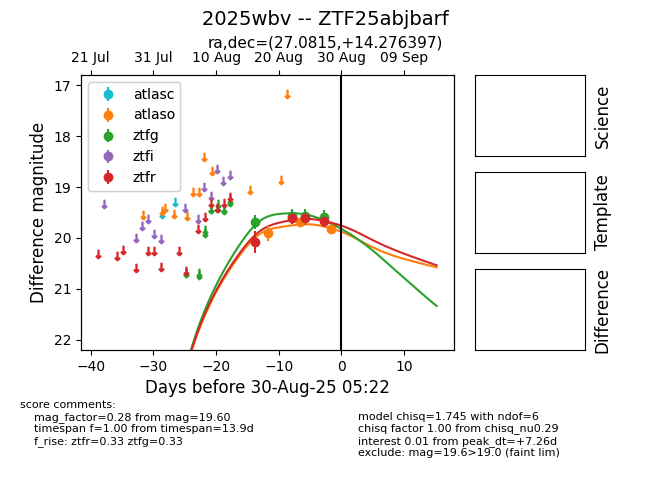 2025wbv -- ZTF25abjbarf
ra,dec=(27.0815,+14.276397)
21 Jul 31 Jul 10 Aug 20 Aug 30 Aug 09 Sep
atlasc
atlaso
ztfg
ztfi
ztfr
17
18
19
20
21
22
Difference magnitude
−40 −30 −20 −10 0 10
Days before 30-Aug-25 05:22
Science
Template
Difference
score comments:
mag_factor=0.28 from mag=19.60
timespan f=1.00 from timespan=13.9d
f_rise: ztfr=0.33 ztfg=0.33
model chisq=1.745 with ndof=6
chisq factor 1.00 from chisq_nu0.29
interest 0.01 from peak_dt=+7.26d
exclude: mag=19.6>19.0 (faint lim)